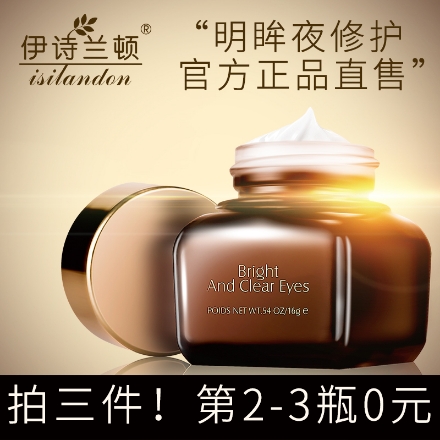 伊诗兰顿®
isilandon
“明眸夜修护
官方正品直售”
Bright
And Clear Eyes
POIDS NET WT.54 OZ/16g e
拍三件！第2-3瓶0元